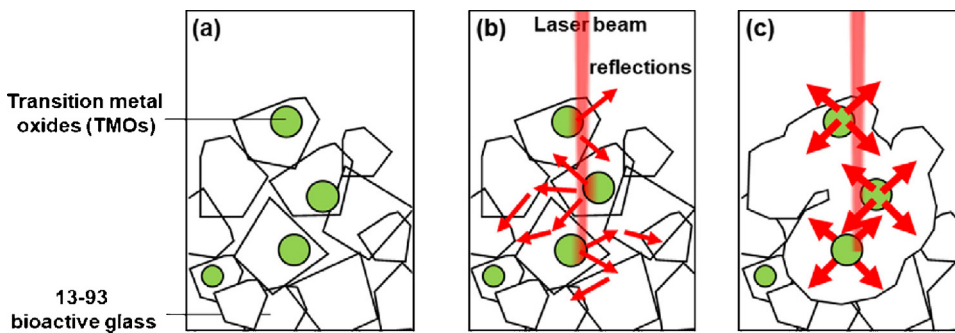 (a)
(b)
(c)
Laser beam
reflections
Transition metal
oxides (TMOs)
13-93
bioactive glass